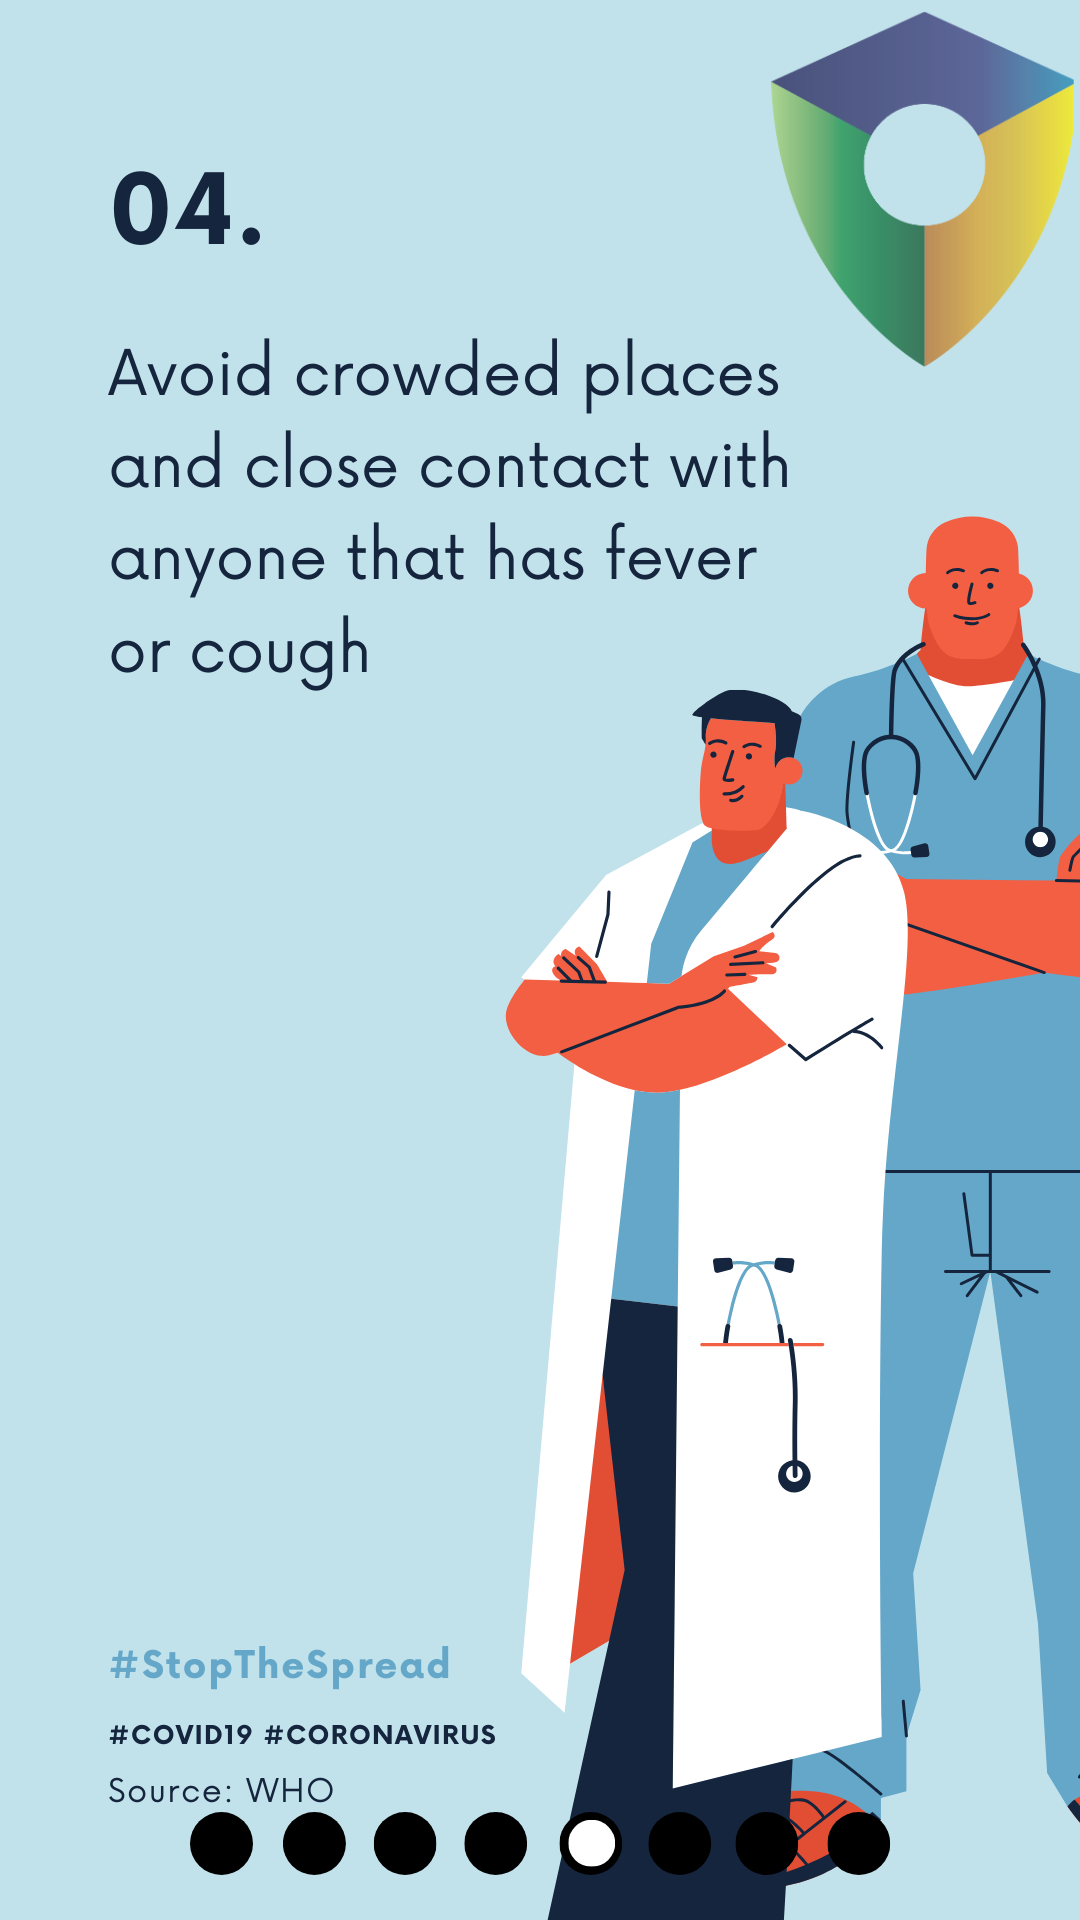 04.
Avoid crowded places
and close contact with
anyone that has fever
or cough
#StopTheSpread
#COVID19 #CORONAVIRUS
Source: WHO